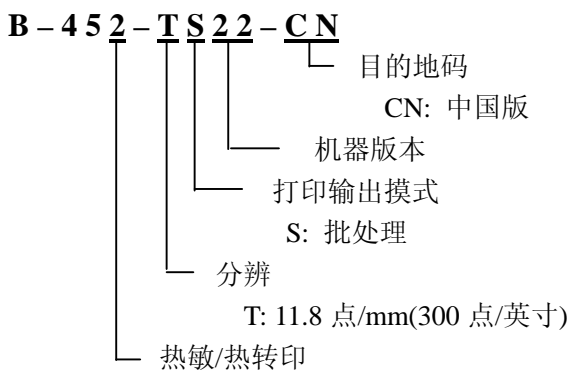 B – 4 5 2 – T S 2 2 – C N
目的地码
CN: 中国版
机器版本
打印输出摸式
S: 批处理
分辨
T: 11.8 点/mm(300 点/英寸)
热敏/热转印